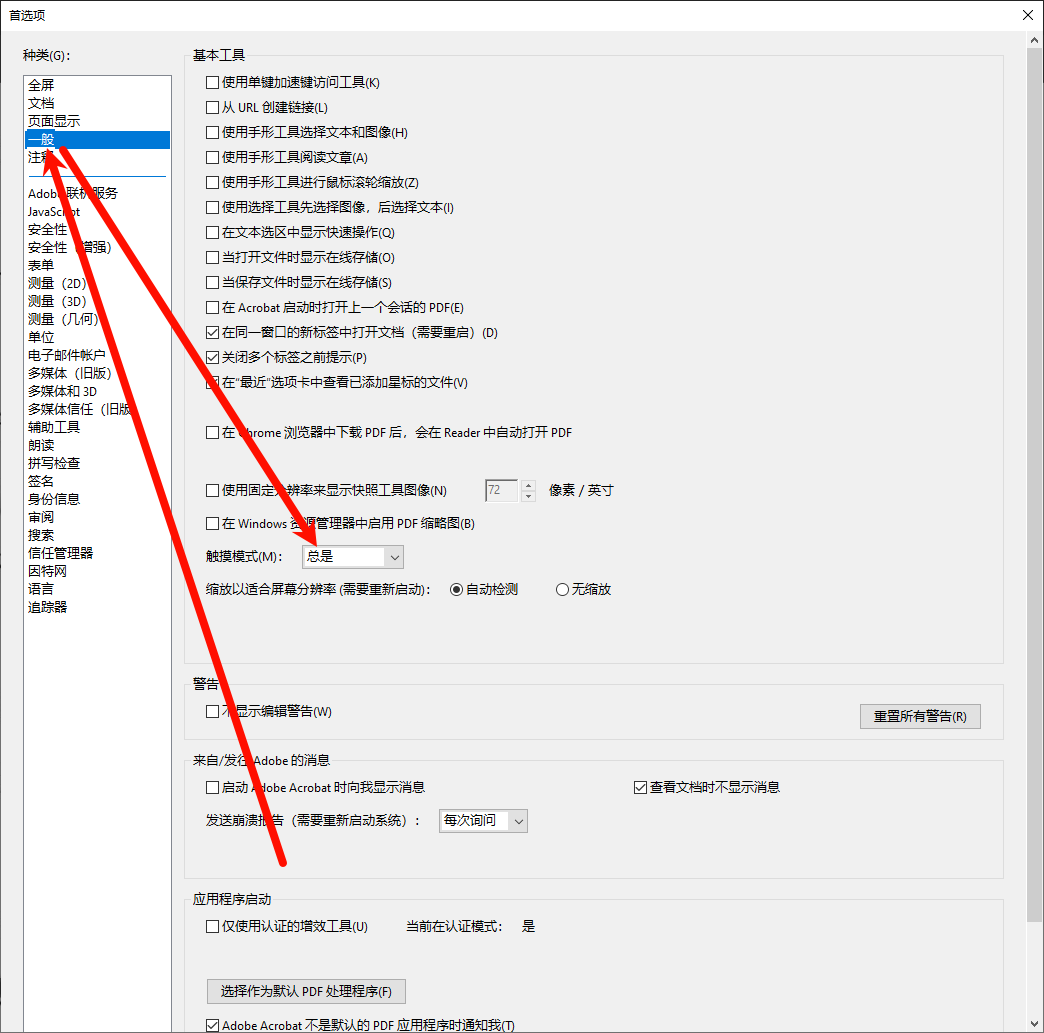 首选项
种类(G):
全屏
文档
页面显示
一般
注释
Adobe 联机服务
JavaScript
安全性
安全性（增强）
表单
测量（2D）
测量（3D）
测量（几何）
单位
电子邮件帐户
多媒体（旧版）
多媒体和 3D
多媒体信任（旧版
辅助工具
朗读
拼写检查
签名
身份信息
审阅
搜索
信任管理器
因特网
语言
追踪器
基本工具
使用单键加速键访问工具(K)
从 URL 创建链接(L)
使用手形工具选择文本和图像(H)
使用手形工具阅读文章(A)
使用手形工具进行鼠标滚轮缩放(Z)
使用选择工具先选择图像，后选择文本(I)
在文本选区中显示快速操作(Q)
当打开文件时显示在线存储(O)
当保存文件时显示在线存储(S)
在 Acrobat 启动时打开上一个会话的 PDF(E)
在同一窗口的新标签中打开文档（需要重启）(D)
关闭多个标签之前提示(P)
在"最近"选项卡中查看已添加星标的文件(V)
在 Chrome 浏览器中下载 PDF 后，会在 Reader 中自动打开 PDF
使用固定分辨率来显示快照工具图像(N) 72 像素 / 英寸
在 Windows 资源管理器中启用 PDF 缩略图(B)
触摸模式(M): 总是
缩放以适合屏幕分辨率 (需要重新启动): 自动检测 无缩放
警告
不显示编辑警告(W) 重置所有警告(R)
来自/发往 Adobe 的消息
启动 Adobe Acrobat 时向我显示消息 查看文档时不显示消息
发送崩溃报告（需要重新启动系统）： 每次询问
应用程序启动
仅使用认证的增效工具(U) 当前在认证模式: 是
选择作为默认 PDF 处理程序(F)
Adobe Acrobat 不是默认的 PDF 应用程序时通知我(T)